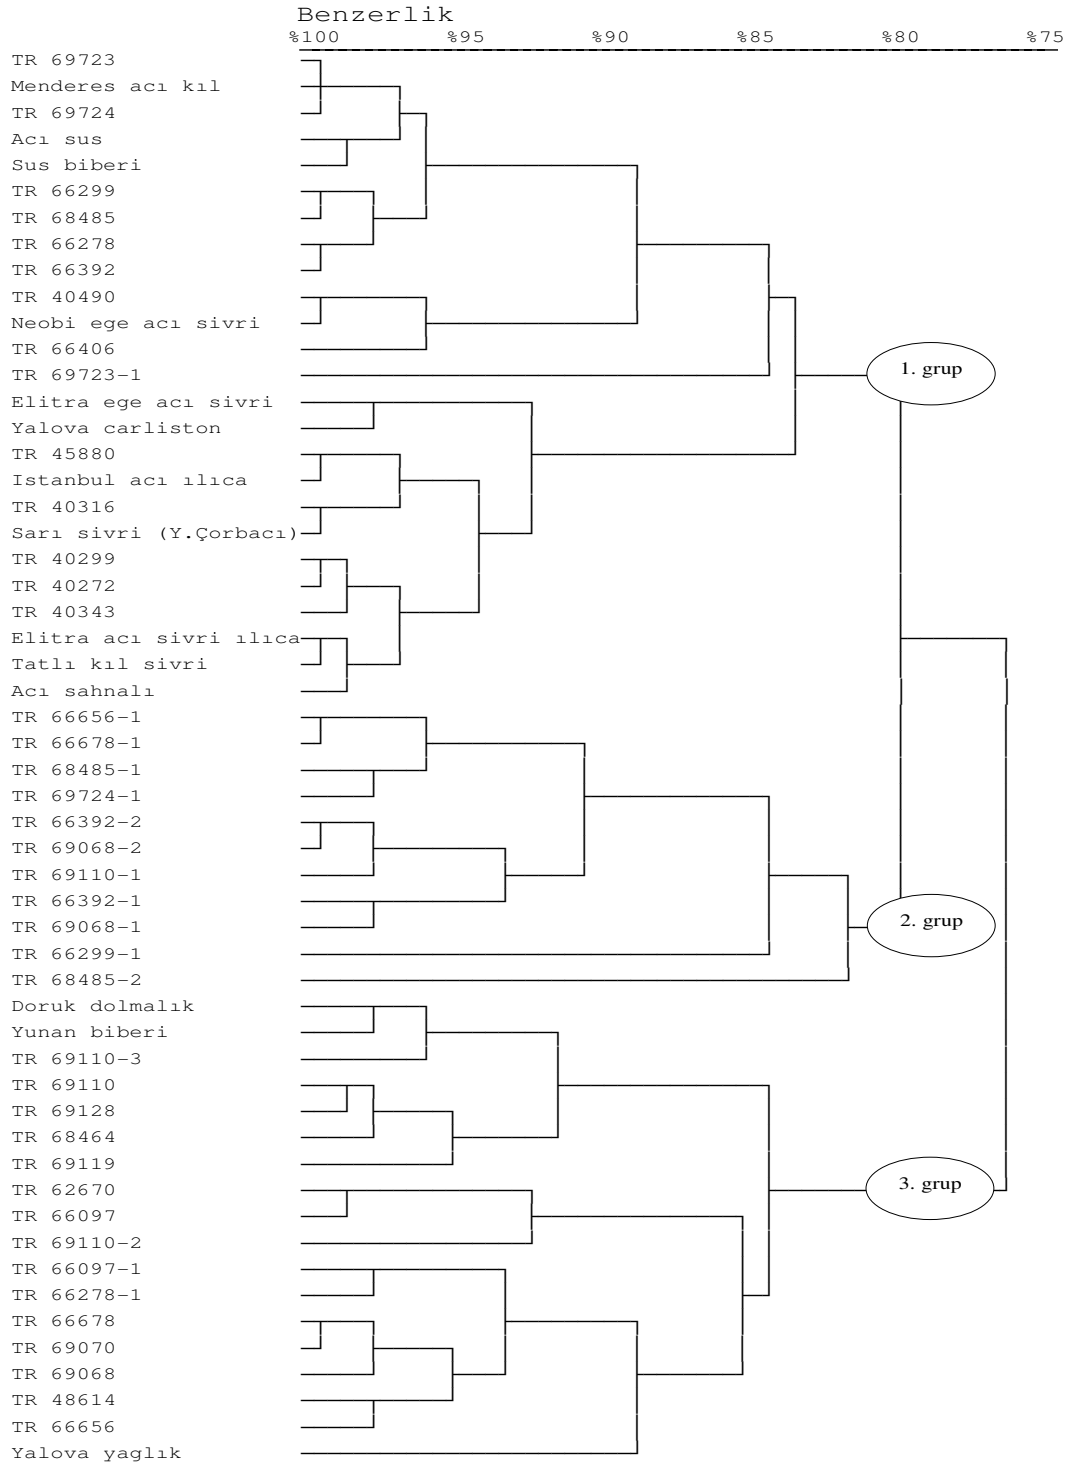 Benzerlik
%100 %95 %90 %85 %80 %75
TR 69723
Menderes acı kıl
TR 69724
Acı sus
Sus biberi
TR 66299
TR 68485
TR 66278
TR 66392
TR 40490
Neobi ege acı sivri
TR 66406
TR 69723-1
1. grup
Elitra ege acı sivri
Yalova carliston
TR 45880
Istanbul acı ılıca
TR 40316
Sarı sivri (Y.Çorbacı)
TR 40299
TR 40272
TR 40343
Elitra acı sivri ılıca
Tatlı kıl sivri
Acı sahnalı
TR 66656-1
TR 66678-1
TR 68485-1
TR 69724-1
TR 66392-2
TR 69068-2
TR 69110-1
TR 66392-1
TR 69068-1
2. grup
TR 66299-1
TR 68485-2
Doruk dolmalık
Yunan biberi
TR 69110-3
TR 69110
TR 69128
TR 68464
TR 69119
3. grup
TR 62670
TR 66097
TR 69110-2
TR 66097-1
TR 66278-1
TR 66678
TR 69070
TR 69068
TR 48614
TR 66656
Yalova yaglık